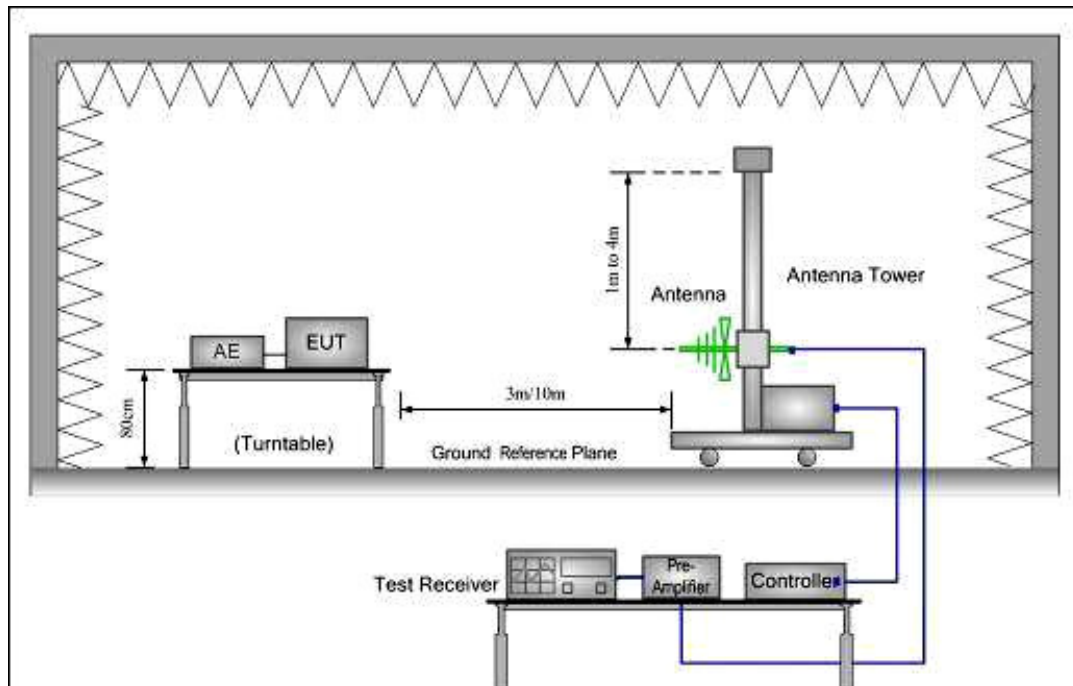 1m to 4m
Antenna Tower
Antenna
AE
EUT
80cm
3m/10m
(Turntable)
Ground Reference Plane
Test Receiver
Pre-
Amplifier
Controller